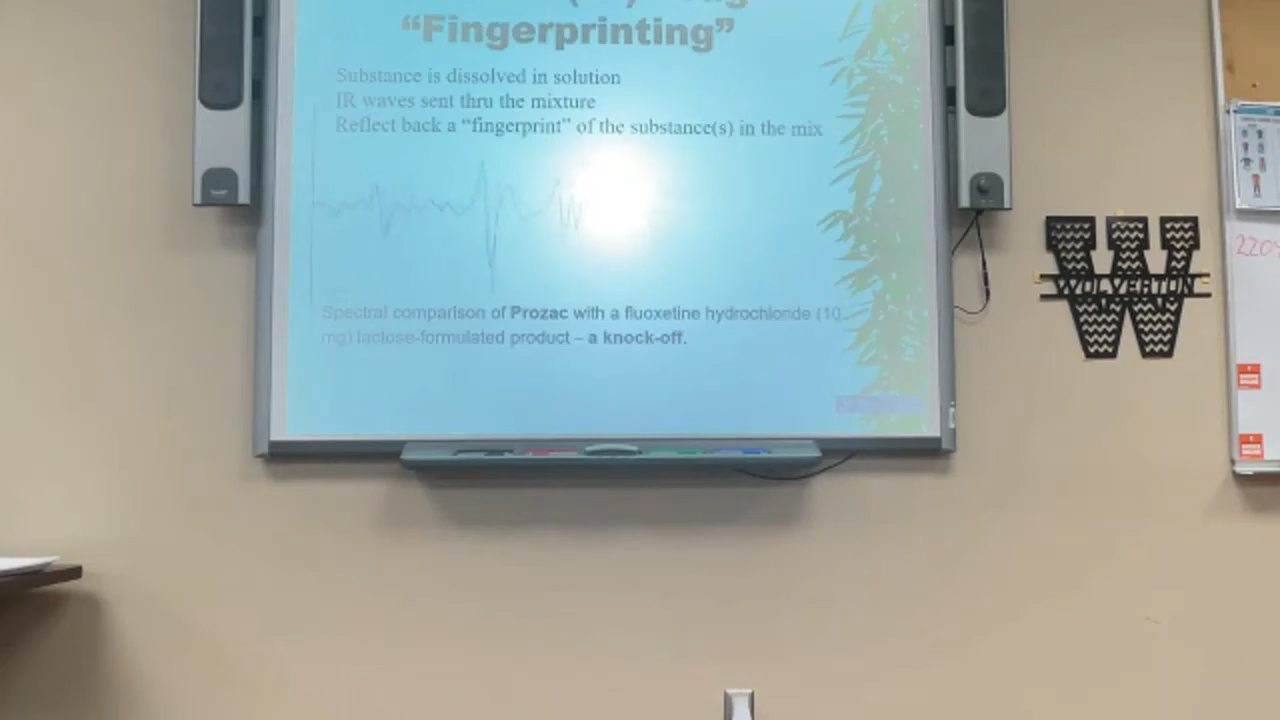 “Fingerprinting”
Substance is dissolved in solution
IR waves sent thru the mixture
Reflect back a “fingerprint” of the substance(s) in the mix
Spectral comparison of Prozac with a fluoxetine hydrochloride (10
mg) lactose-formulated product – a knock-off.
W
WOLVERTON